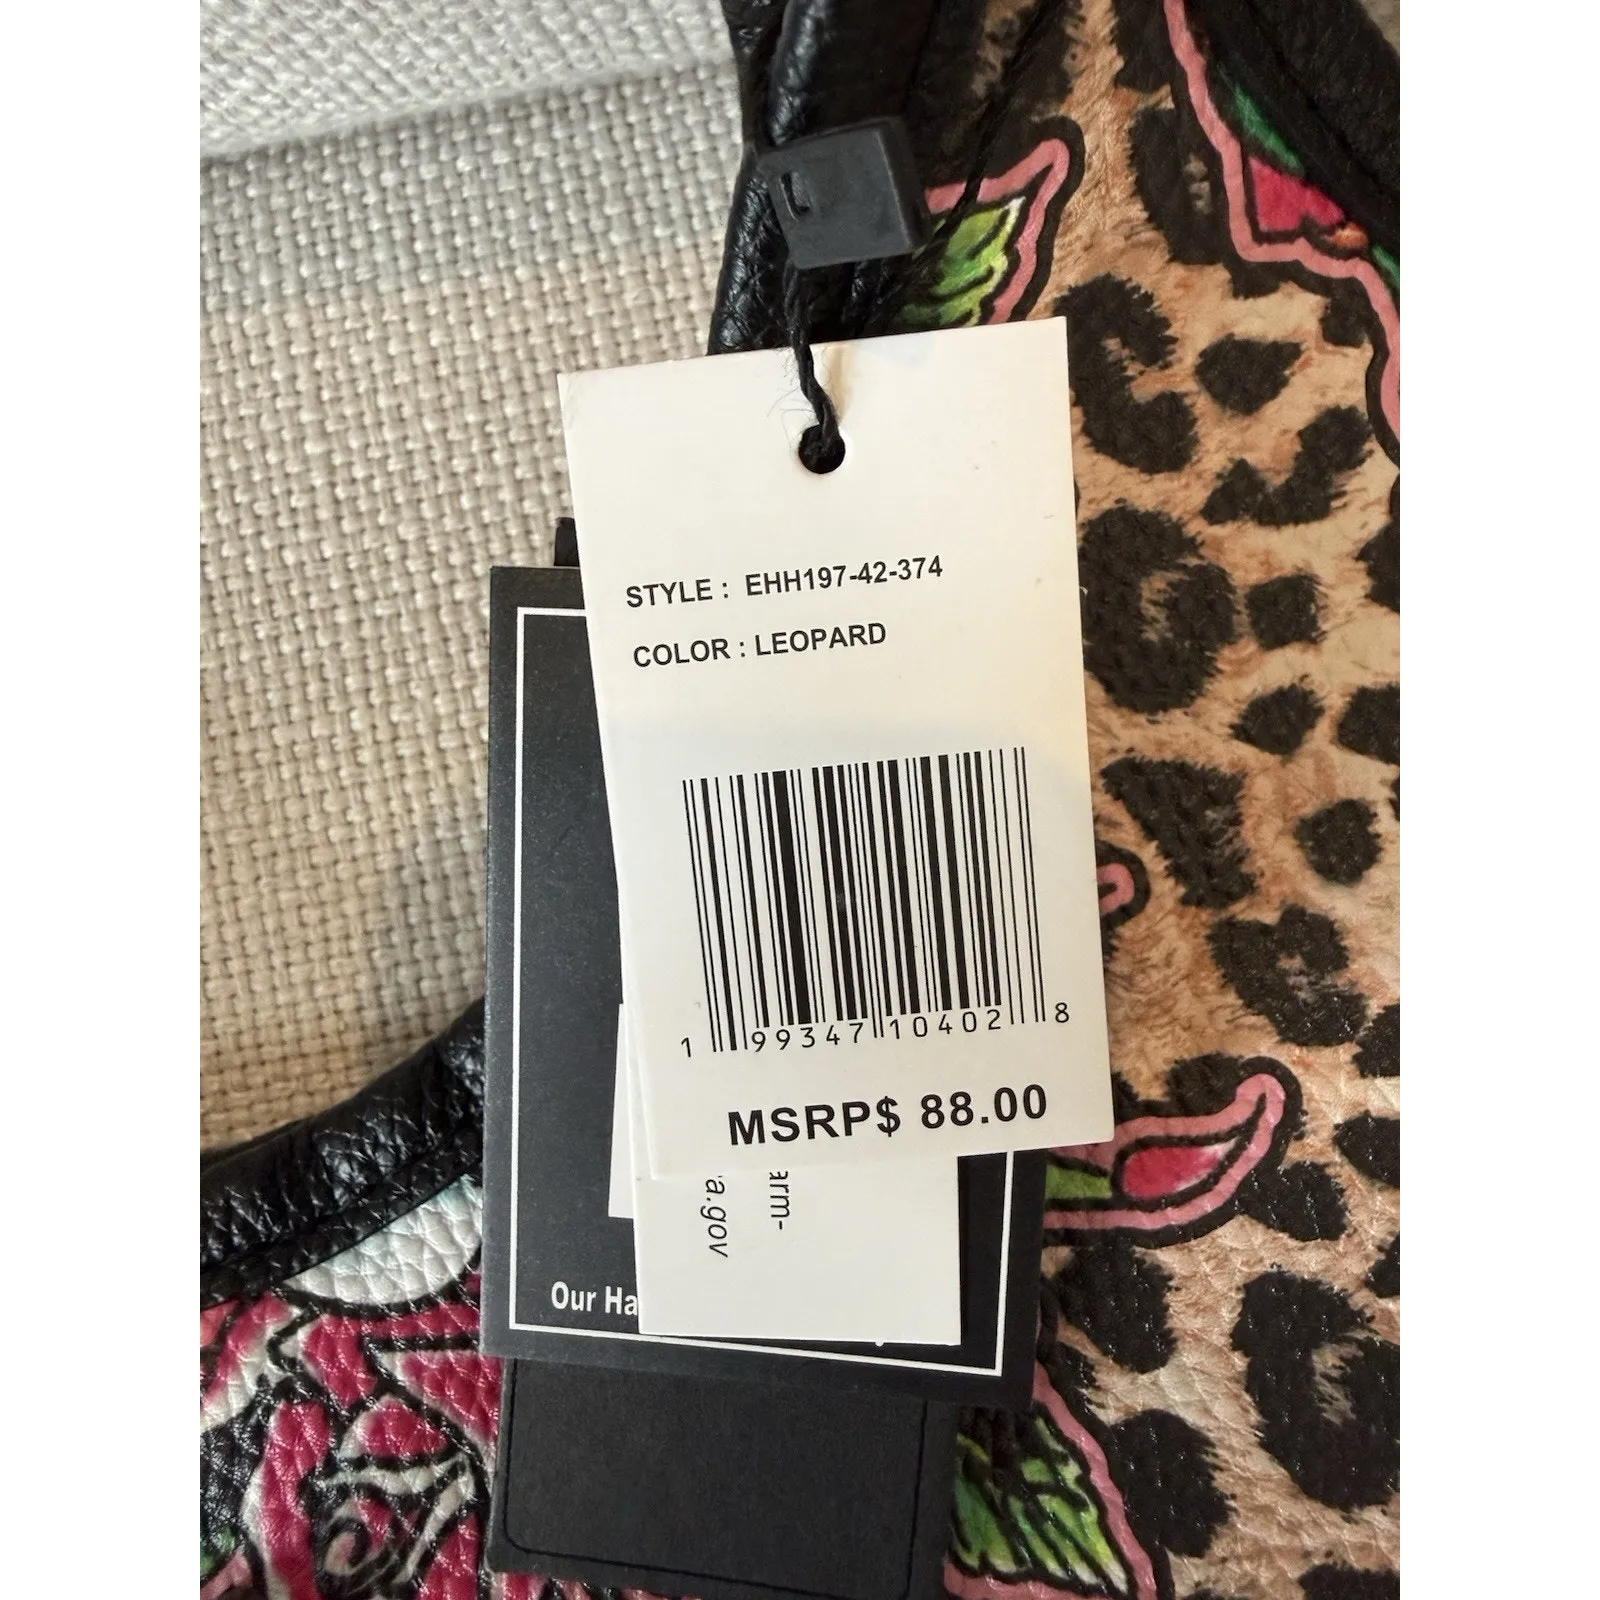 STYLE : EHH197-42-374
COLOR : LEOPARD
1 99347 10402 8
MSRP$ 88.00
arm-
a.gov
Our Ha